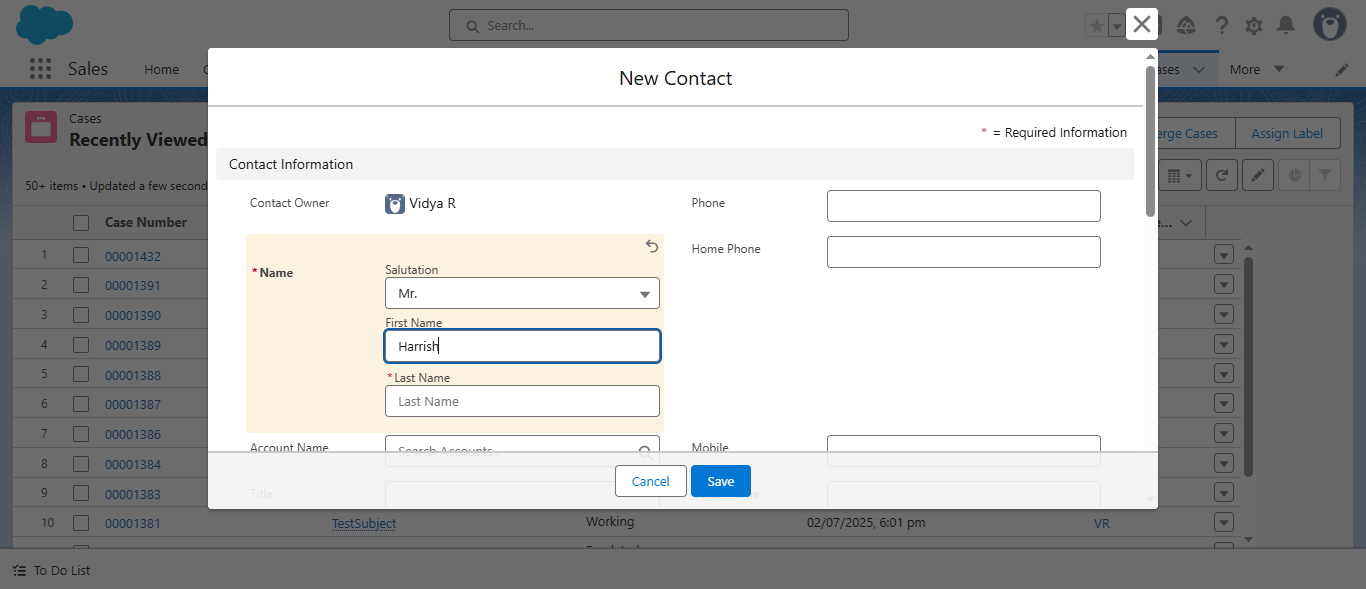 Search...
Sales
Home
ases
More
New Contact
Cases
Recently Viewed
* = Required Information
erge Cases
Assign Label
Contact Information
50+ items • Updated a few second
Contact Owner
Vidya R
Phone
Case Number
Home Phone
* Name
Salutation
Mr.
First Name
Harrish
* Last Name
Last Name
Account Name
Search Accounts
Mobile
Title
Cancel
Save
1 00001432
2 00001391
3 00001390
4 00001389
5 00001388
6 00001387
7 00001386
8 00001384
9 00001383
10 00001381 TestSubject Working 02/07/2025, 6:01 pm VR
To Do List